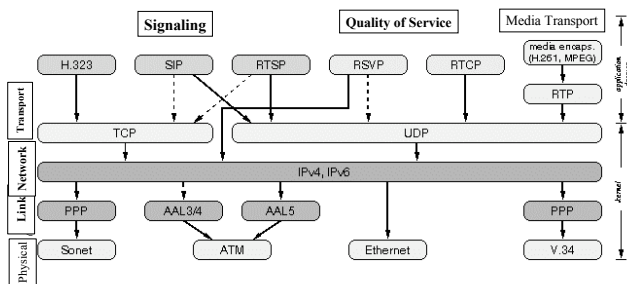 Signaling
Quality of Service
Media Transport
H.323
SIP
RTSP
RSVP
RTCP
media encaps.
(H.261, MPEG)
RTP
application
Transport
TCP
UDP
Network
IPv4, IPv6
kernel
Link
PPP
AAL3/4
AAL5
PPP
Physical
Sonet
ATM
Ethernet
V.34